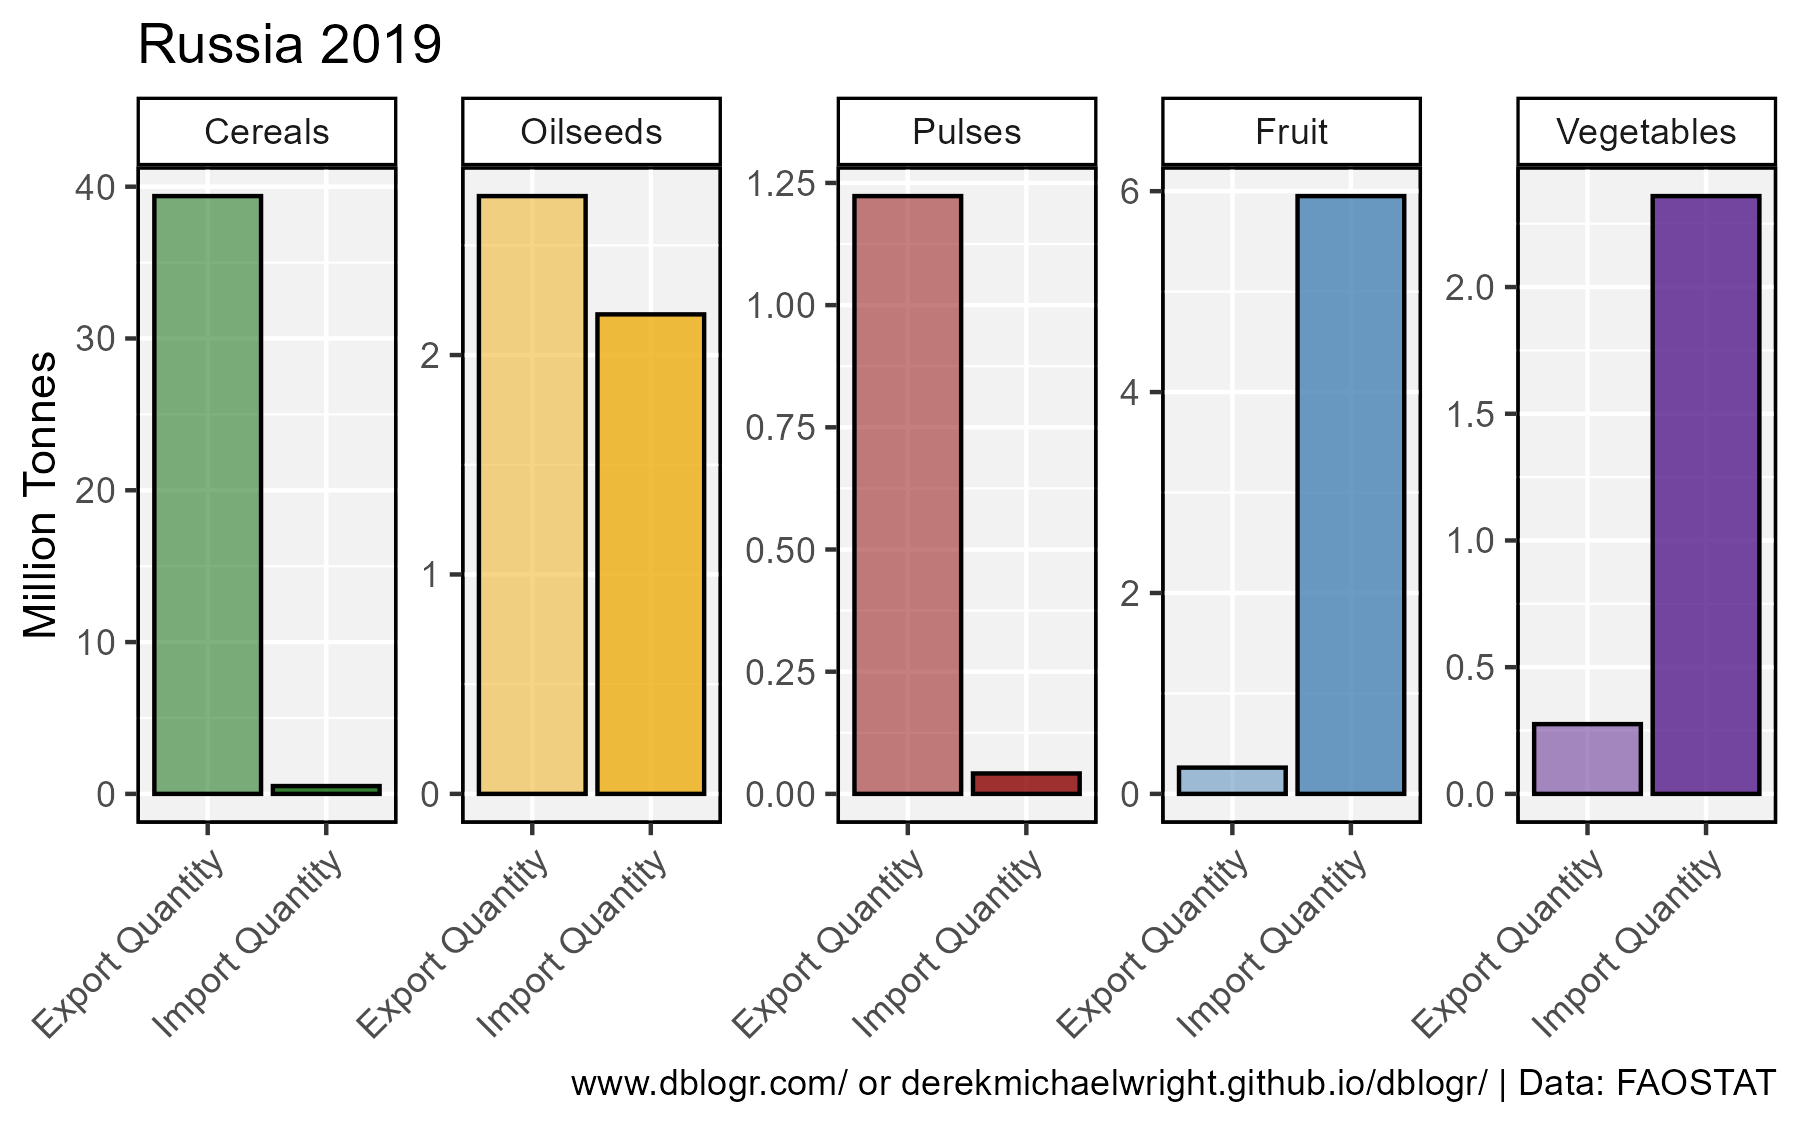 Russia 2019
Cereals
Oilseeds
Pulses
Fruit
Vegetables
Million Tonnes
40
30
20
10
0
2
1
0
1.25
1.00
0.75
0.50
0.25
0.00
6
4
2
0
2.0
1.5
1.0
0.5
0.0
Export Quantity
Import Quantity
Export Quantity
Import Quantity
Export Quantity
Import Quantity
Export Quantity
Import Quantity
Export Quantity
Import Quantity
www.dblogr.com/ or derekmichaelwright.github.io/dblogr/ | Data: FAOSTAT